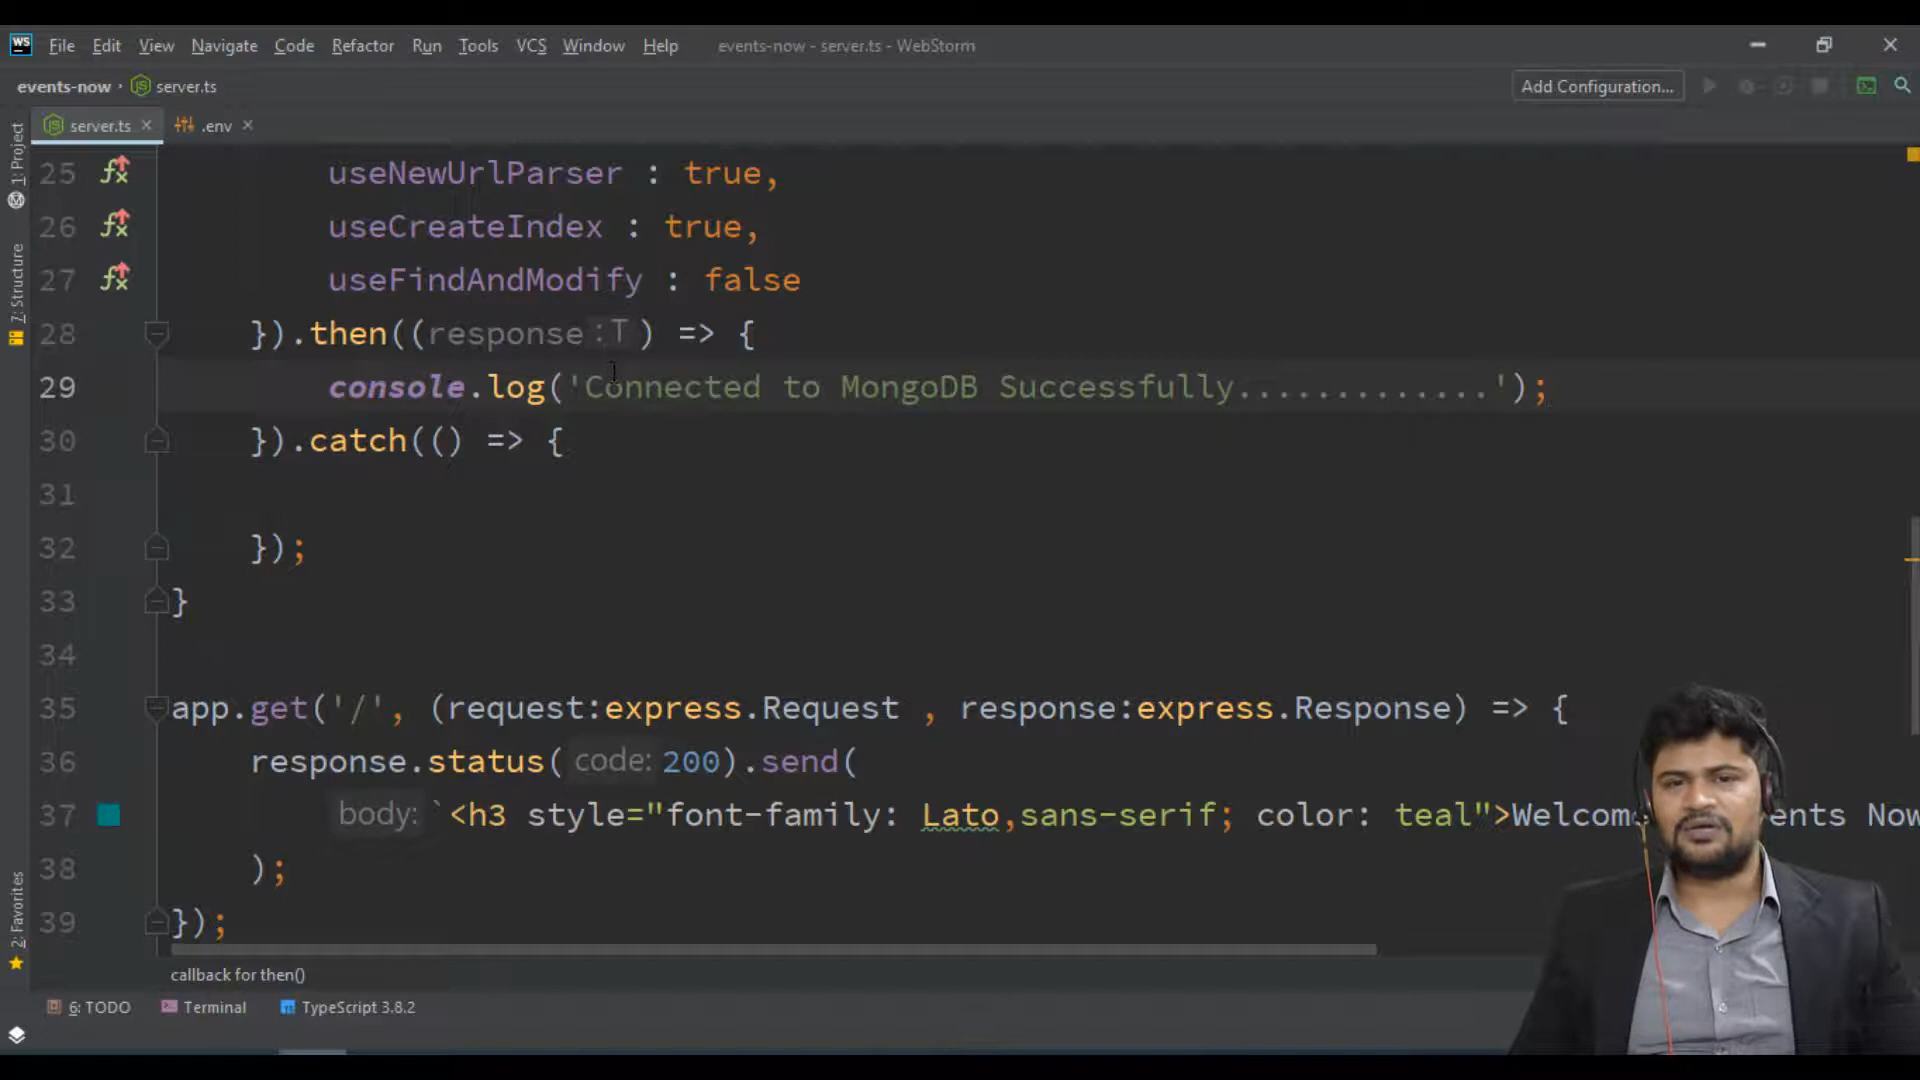 WS File Edit View Navigate Code Refactor Run Tools VCS Window Help events-now - server.ts - WebStorm
events-now server.ts Add Configuration...
server.ts .env
1: Project
7: Structure
2: Favorites
25 useNewUrlParser : true,
26 useCreateIndex : true,
27 useFindAndModify : false
28 }).then((response :T ) => {
29 console.log('Connected to MongoDB Successfully.............');
30 }).catch(() => {
31
32 });
33 }
34
35 app.get('/', (request:express.Request , response:express.Response) => {
36 response.status( code: 200).send(
37 body: `<h3 style="font-family: Lato,sans-serif; color: teal">Welcom ents Now
38 );
39 });
callback for then()
6: TODO Terminal TypeScript 3.8.2